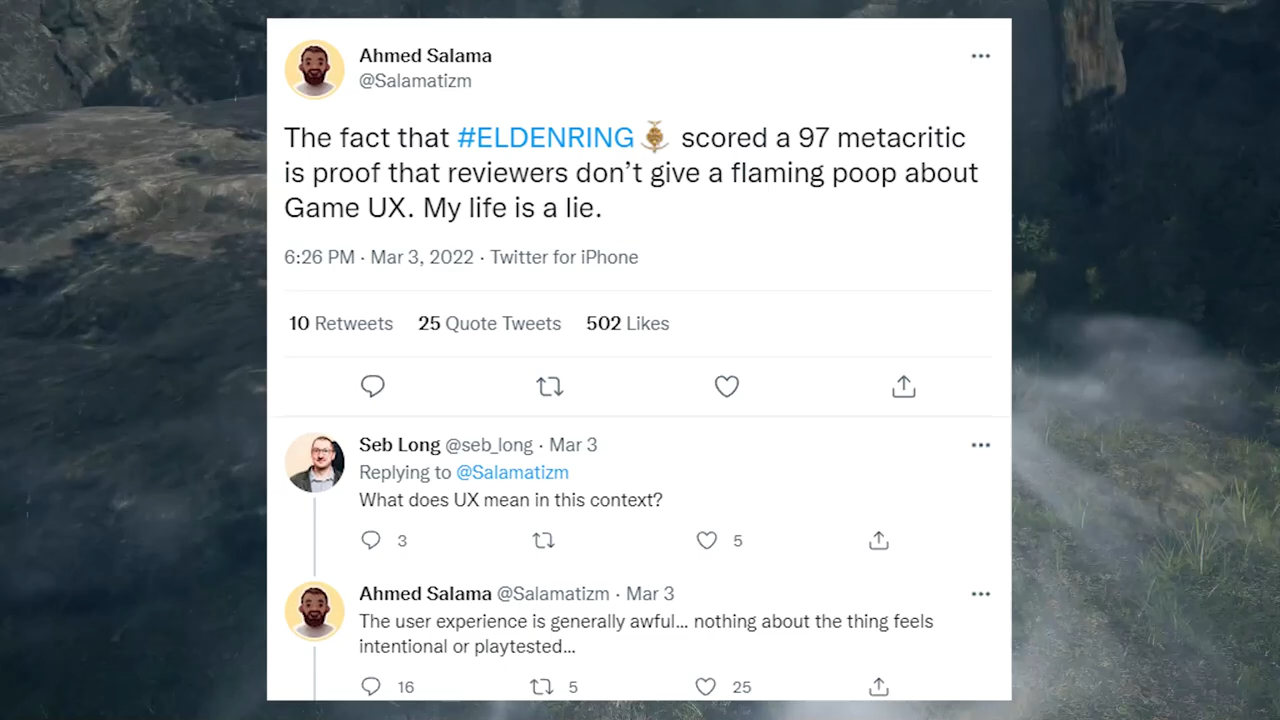 Ahmed Salama
@Salamatizm
The fact that #ELDENRING scored a 97 metacritic
is proof that reviewers don’t give a flaming poop about
Game UX. My life is a lie.
6:26 PM · Mar 3, 2022 · Twitter for iPhone
10 Retweets 25 Quote Tweets 502 Likes
Seb Long @seb_long · Mar 3
Replying to @Salamatizm
What does UX mean in this context?
3 5
Ahmed Salama @Salamatizm · Mar 3
The user experience is generally awful... nothing about the thing feels
intentional or playtested...
16 5 25